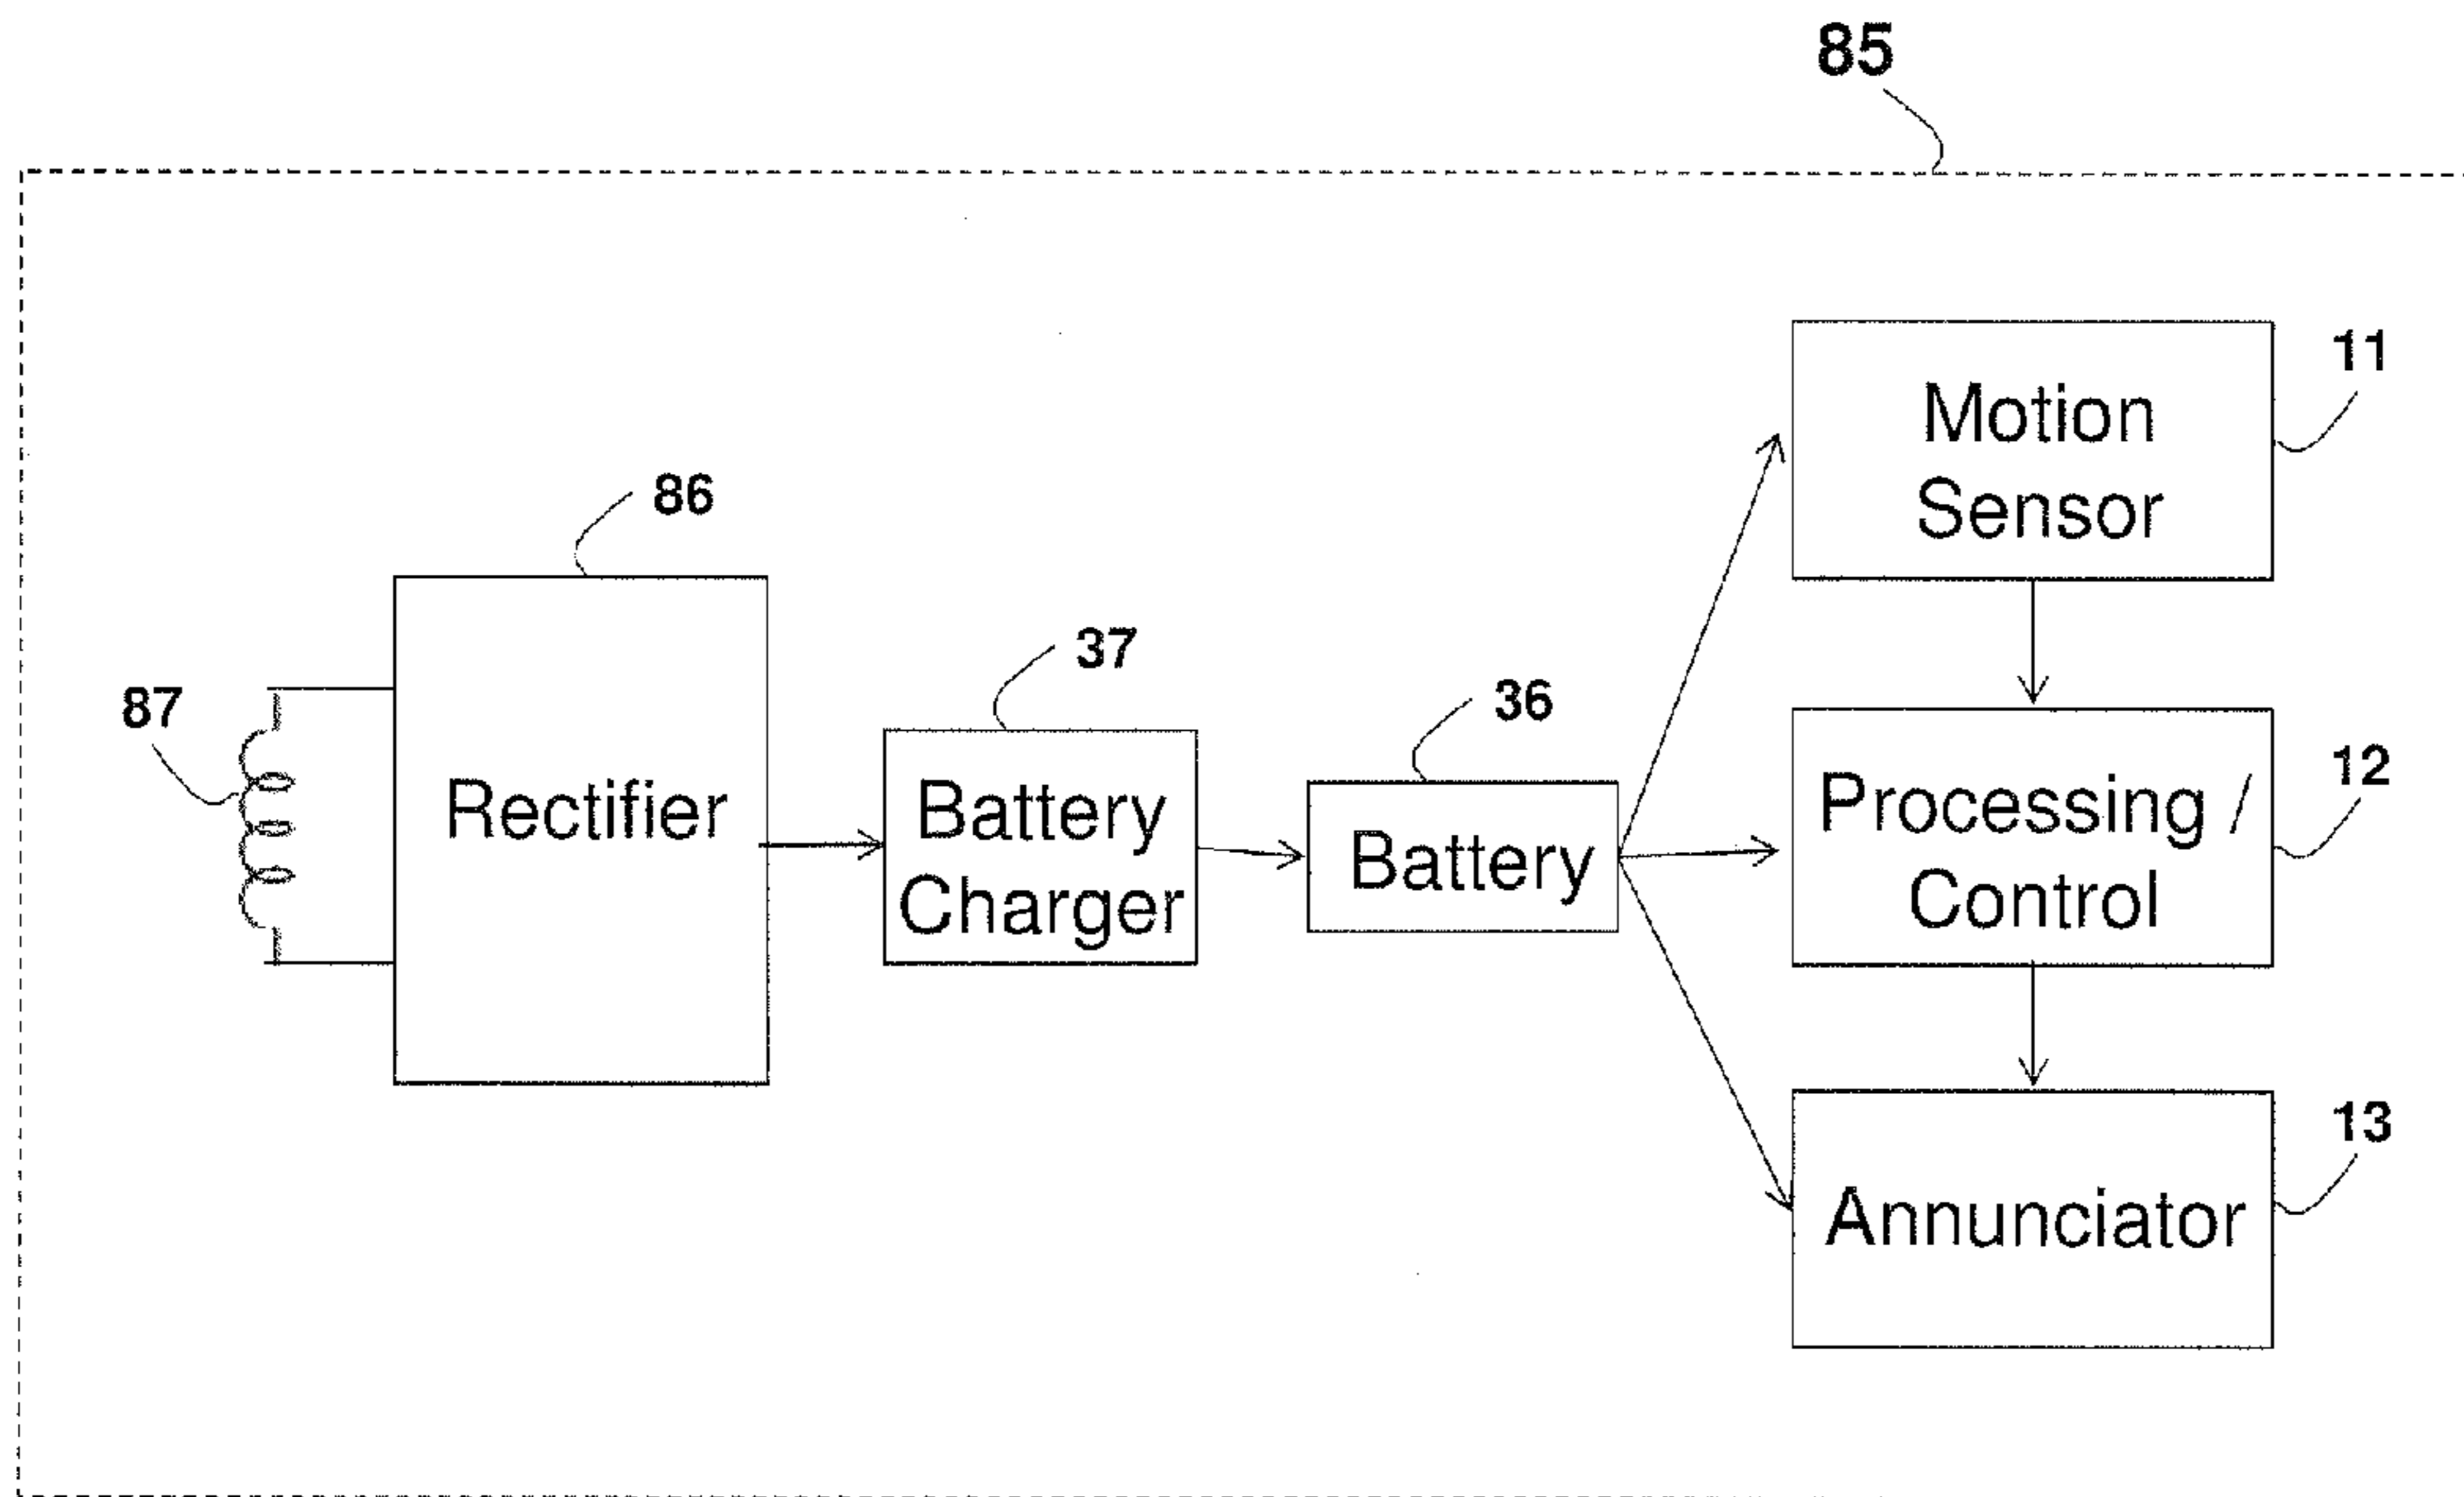 85
Motion
Sensor
11
86
37
36
87
Rectifier
Battery
Charger
Battery
Processing /
Control
12
Annunciator
13